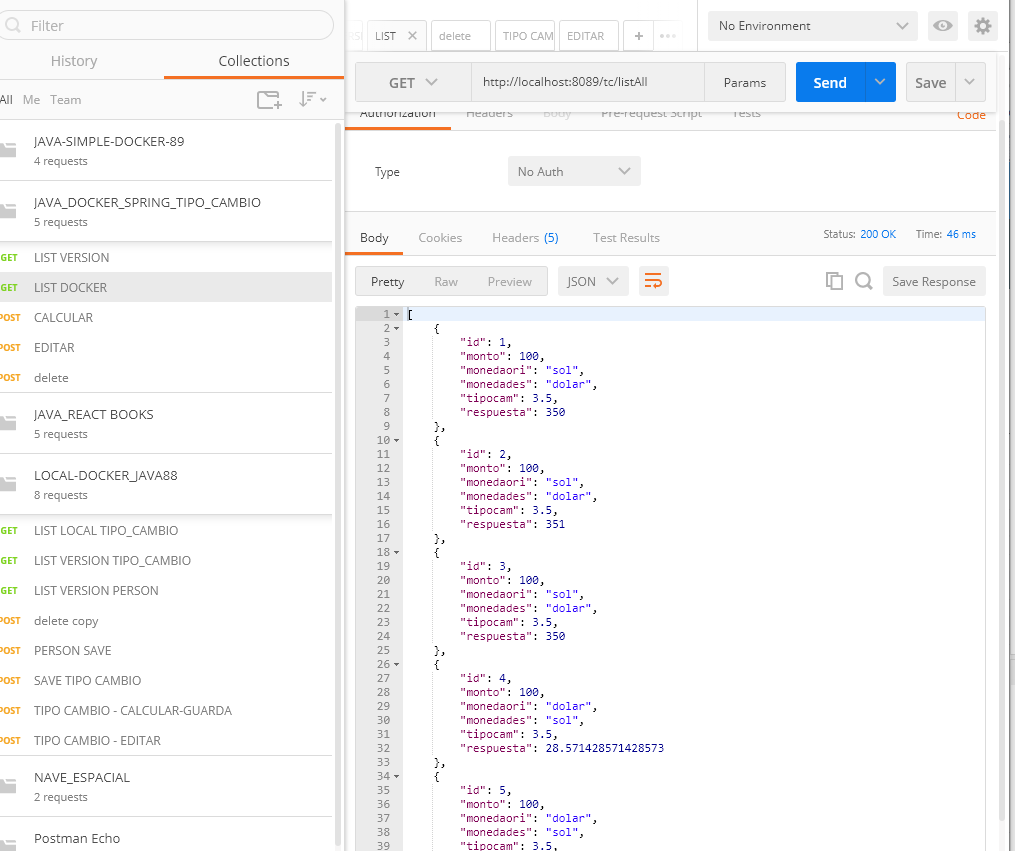 Filter
History
Collections
All
Me
Team
JAVA-SIMPLE-DOCKER-89
4 requests
JAVA_DOCKER_SPRING_TIPO_CAMBIO
5 requests
GET LIST VERSION
GET LIST DOCKER
POST CALCULAR
POST EDITAR
POST delete
JAVA_REACT BOOKS
5 requests
LOCAL-DOCKER_JAVA88
8 requests
GET LIST LOCAL TIPO_CAMBIO
GET LIST VERSION TIPO_CAMBIO
GET LIST VERSION PERSON
POST delete copy
POST PERSON SAVE
POST SAVE TIPO CAMBIO
POST TIPO CAMBIO - CALCULAR-GUARDA
POST TIPO CAMBIO - EDITAR
NAVE_ESPACIAL
2 requests
Postman Echo
LIST
delete
TIPO CAM
EDITAR
+
No Environment
GET
http://localhost:8089/tc/listAll
Params
Send
Save
Authorization
Headers
Body
Pre-request Script
Tests
Code
Type
No Auth
Body
Cookies
Headers (5)
Test Results
Status: 200 OK
Time: 46 ms
Pretty
Raw
Preview
JSON
Save Response
1 [
2 {
3 "id": 1,
4 "monto": 100,
5 "monedaori": "sol",
6 "monedades": "dolar",
7 "tipocam": 3.5,
8 "respuesta": 350
9 },
10 {
11 "id": 2,
12 "monto": 100,
13 "monedaori": "sol",
14 "monedades": "dolar",
15 "tipocam": 3.5,
16 "respuesta": 351
17 },
18 {
19 "id": 3,
20 "monto": 100,
21 "monedaori": "sol",
22 "monedades": "dolar",
23 "tipocam": 3.5,
24 "respuesta": 350
25 },
26 {
27 "id": 4,
28 "monto": 100,
29 "monedaori": "dolar",
30 "monedades": "sol",
31 "tipocam": 3.5,
32 "respuesta": 28.571428571428573
33 },
34 {
35 "id": 5,
36 "monto": 100,
37 "monedaori": "dolar",
38 "monedades": "sol",
39 "tipocam": 3.5,